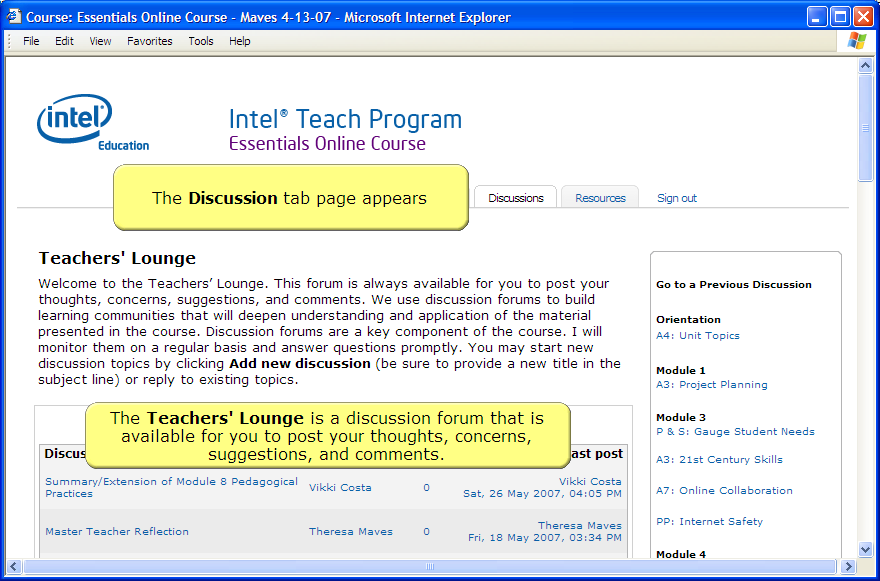 Course: Essentials Online Course - Maves 4-13-07 - Microsoft Internet Explorer
File Edit View Favorites Tools Help
intel®
Education
Intel® Teach Program
Essentials Online Course
The Discussion tab page appears
Discussions Resources Sign out
Teachers' Lounge
Welcome to the Teachers’ Lounge. This forum is always available for you to post your
thoughts, concerns, suggestions, and comments. We use discussion forums to build
learning communities that will deepen understanding and application of the material
presented in the course. Discussion forums are a key component of the course. I will
monitor them on a regular basis and answer questions promptly. You may start new
discussion topics by clicking Add new discussion (be sure to provide a new title in the
subject line) or reply to existing topics.
The Teachers' Lounge is a discussion forum that is
available for you to post your thoughts, concerns,
suggestions, and comments.
post
Summary/Extension of Module 8 Pedagogical
Practices
Vikki Costa 0
Vikki Costa
Sat, 26 May 2007, 04:05 PM
Master Teacher Reflection Theresa Maves 0
Theresa Maves
Fri, 18 May 2007, 03:34 PM
Go to a Previous Discussion
Orientation
A4: Unit Topics
Module 1
A3: Project Planning
Module 3
P & S: Gauge Student Needs
A3: 21st Century Skills
A7: Online Collaboration
PP: Internet Safety
Module 4